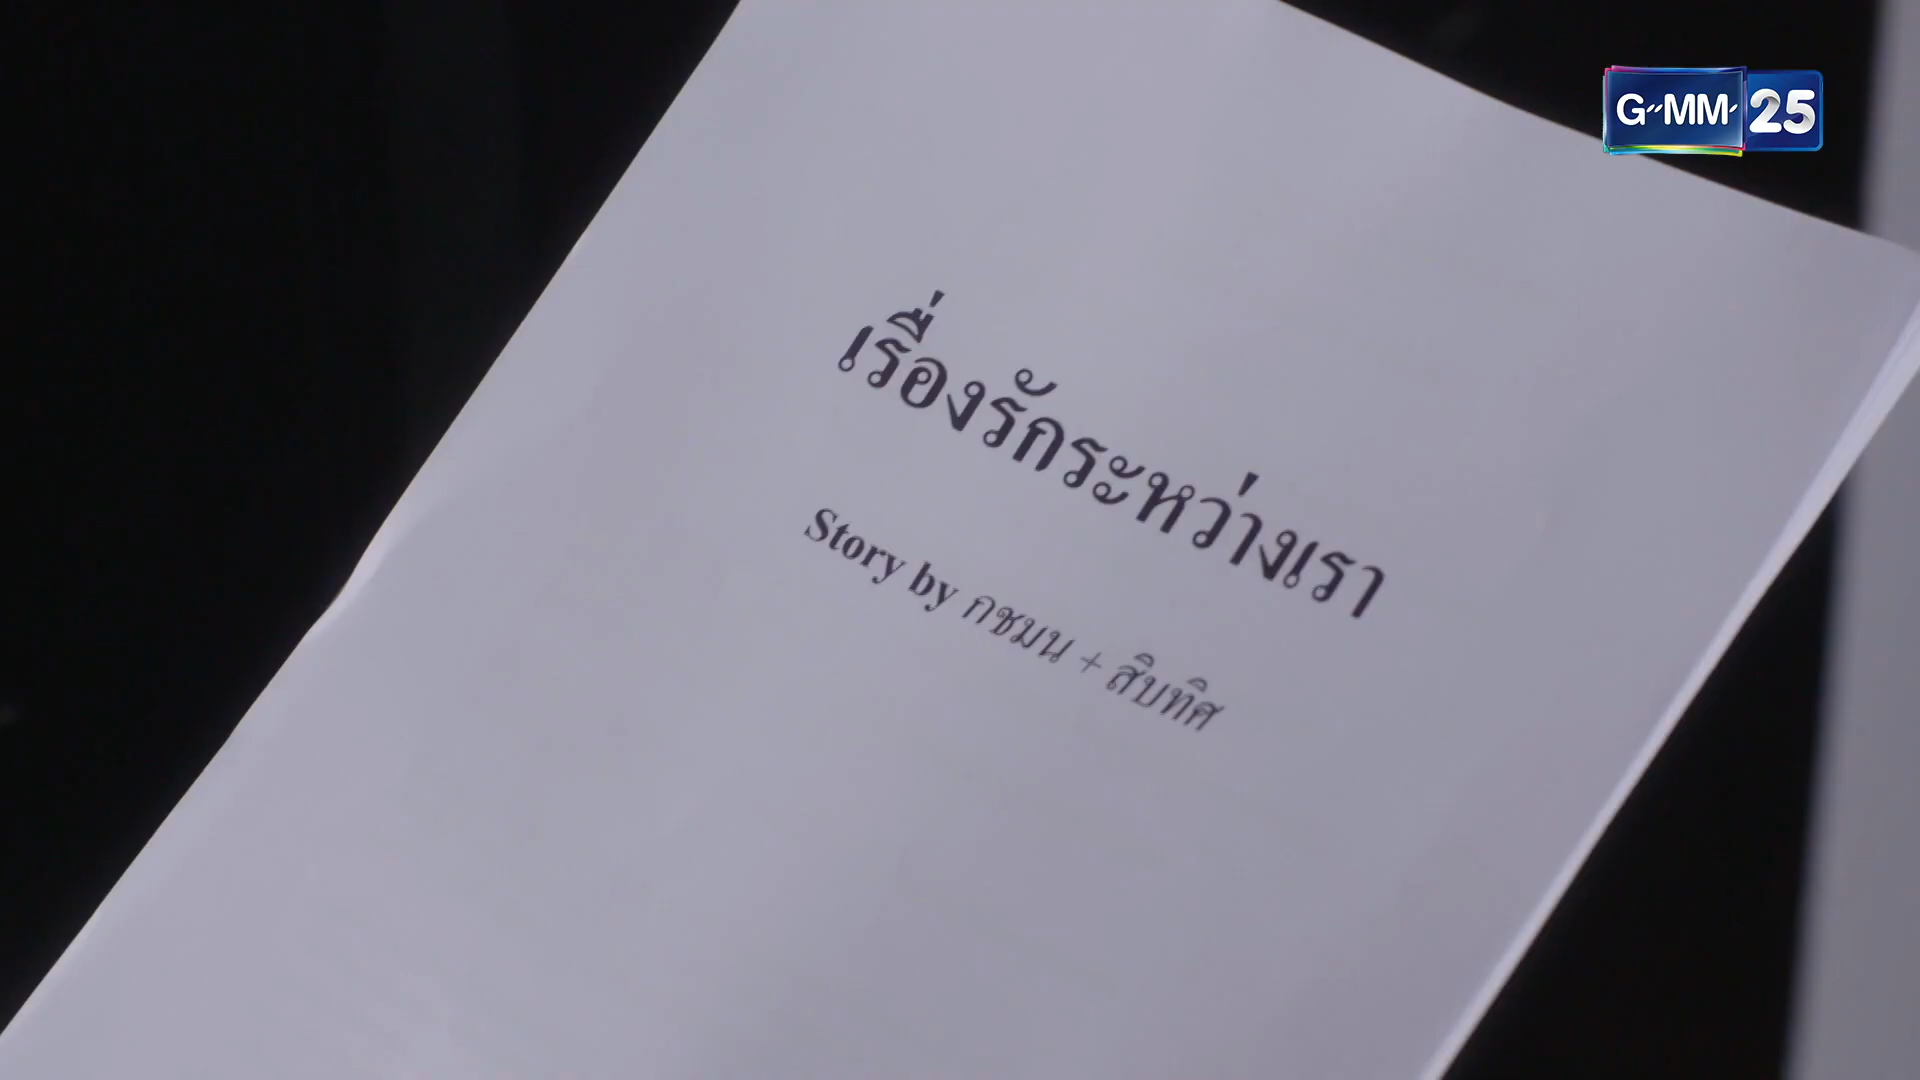 G"MM' 25
เรื่องรักระหว่างเรา
Story by กชมน + สิบทิศ